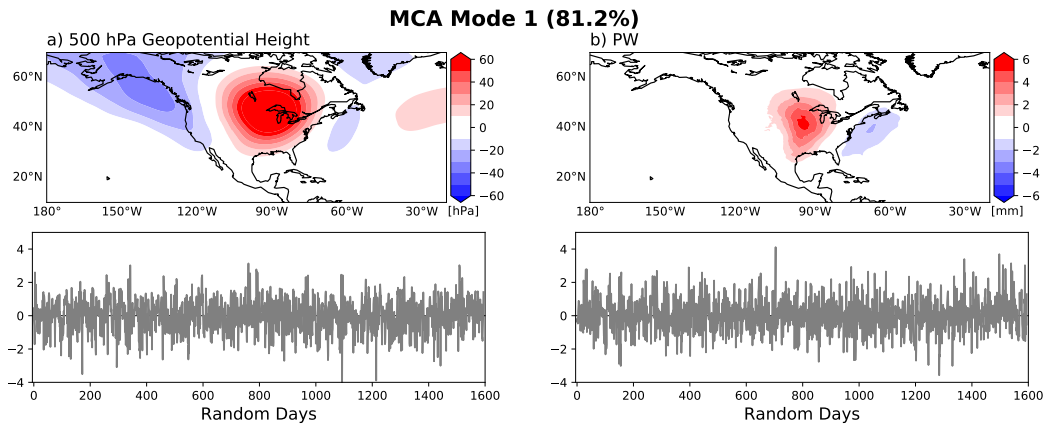 MCA Mode 1 (81.2%)
a) 500 hPa Geopotential Height
60°N
40°N
20°N
180° 150°W 120°W 90°W 60°W 30°W
60
40
20
0
−20
−40
−60
[hPa]
b) PW
60°N
40°N
20°N
180° 150°W 120°W 90°W 60°W 30°W
6
4
2
0
−2
−4
−6
[mm]
4
2
0
−2
−4
0 200 400 600 800 1000 1200 1400 1600
Random Days
4
2
0
−2
−4
0 200 400 600 800 1000 1200 1400 1600
Random Days